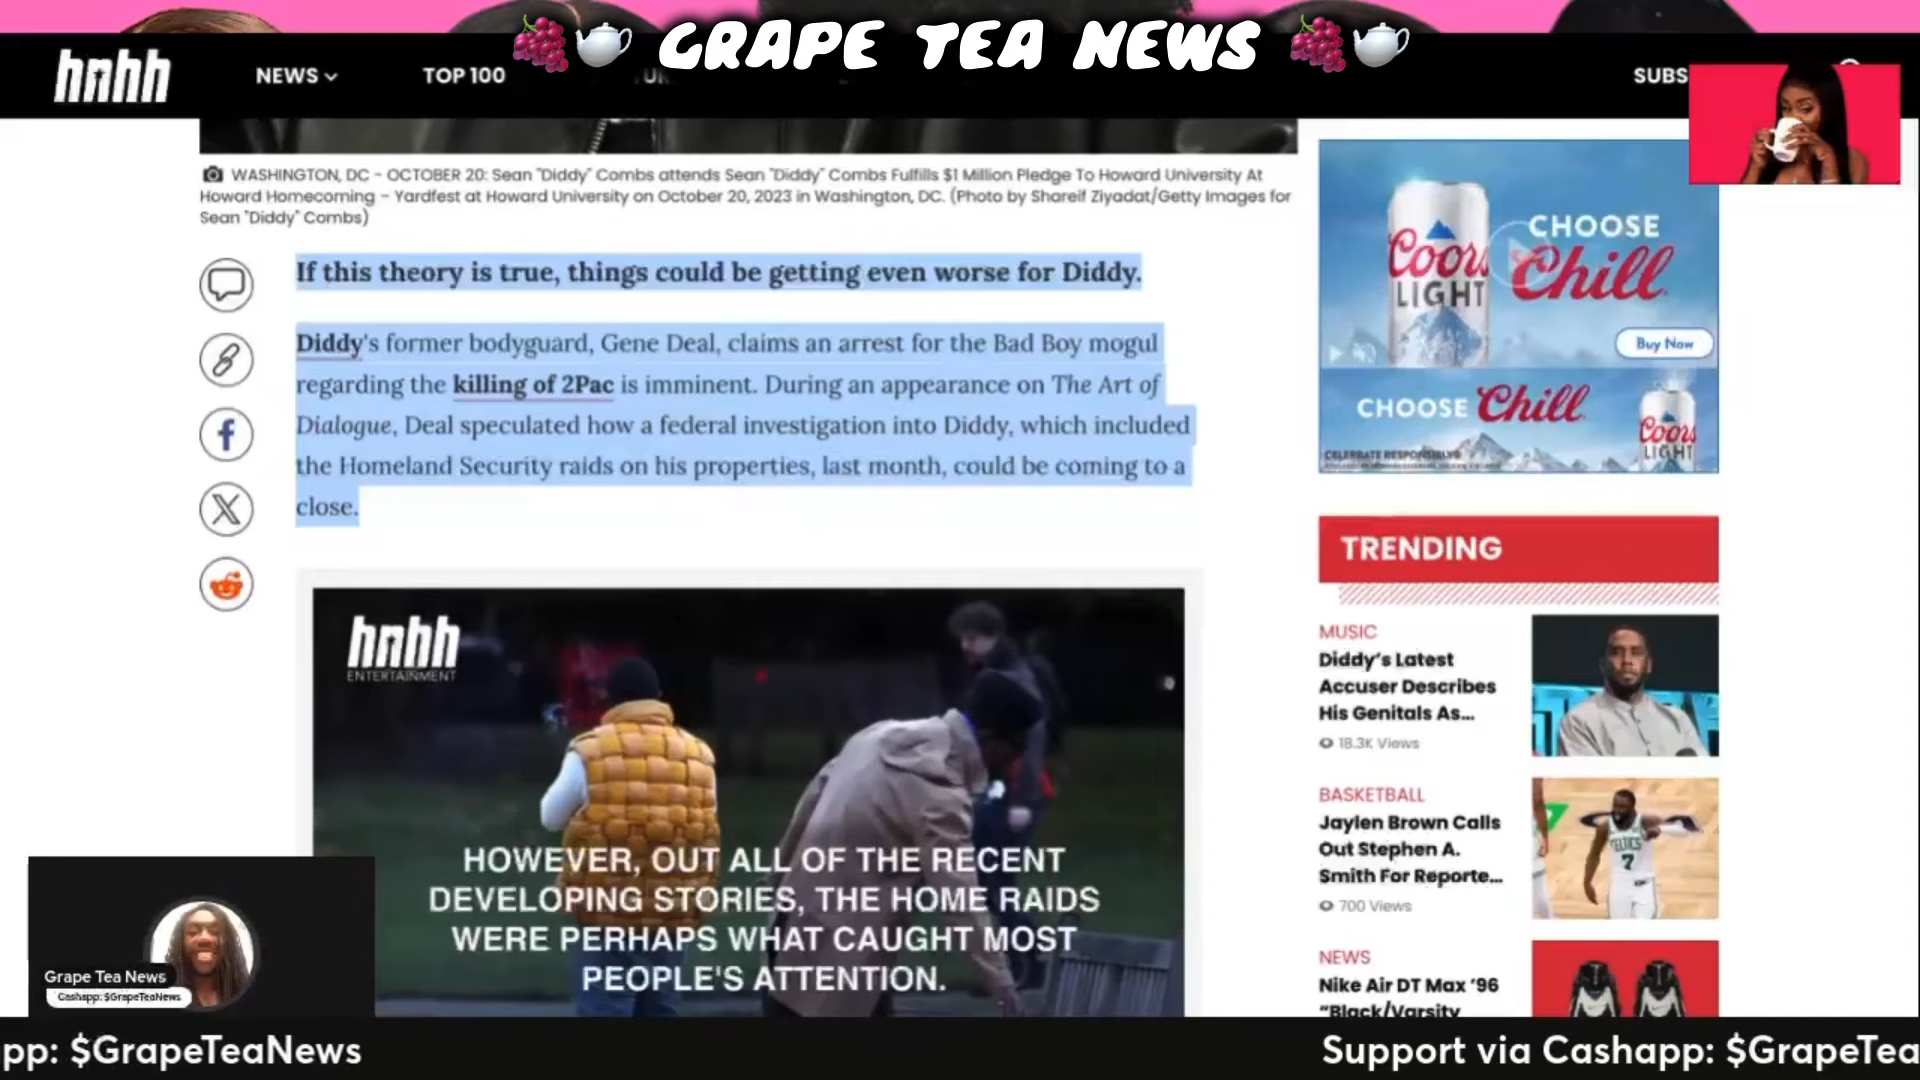 GRAPE TEA NEWS
hnhh
NEWS
TOP 100
SUBS
WASHINGTON, DC - OCTOBER 20: Sean "Diddy" Combs attends Sean "Diddy" Combs Fulfills $1 Million Pledge To Howard University At
Howard Homecoming – Yardfest at Howard University on October 20, 2023 in Washington, DC. (Photo by Shareif Ziyadat/Getty Images for
Sean "Diddy" Combs)
If this theory is true, things could be getting even worse for Diddy.
Diddy's former bodyguard, Gene Deal, claims an arrest for the Bad Boy mogul
regarding the killing of 2Pac is imminent. During an appearance on The Art of
Dialogue, Deal speculated how a federal investigation into Diddy, which included
the Homeland Security raids on his properties, last month, could be coming to a
close.
hnhh
ENTERTAINMENT
HOWEVER, OUT ALL OF THE RECENT
DEVELOPING STORIES, THE HOME RAIDS
WERE PERHAPS WHAT CAUGHT MOST
PEOPLE'S ATTENTION.
Coors
LIGHT
CHOOSE
Chill
Buy Now
CHOOSE Chill
Coors
LIGHT
CELEBRATE RESPONSIBLY®
TRENDING
MUSIC
Diddy's Latest
Accuser Describes
His Genitals As...
18.3K Views
BASKETBALL
Jaylen Brown Calls
Out Stephen A.
Smith For Reporte...
700 Views
CELTICS
7
NEWS
Nike Air DT Max '96
"Black/Varsity
Grape Tea News
Cashapp: $GrapeTeaNews
pp: $GrapeTeaNews
Support via Cashapp: $GrapeTea